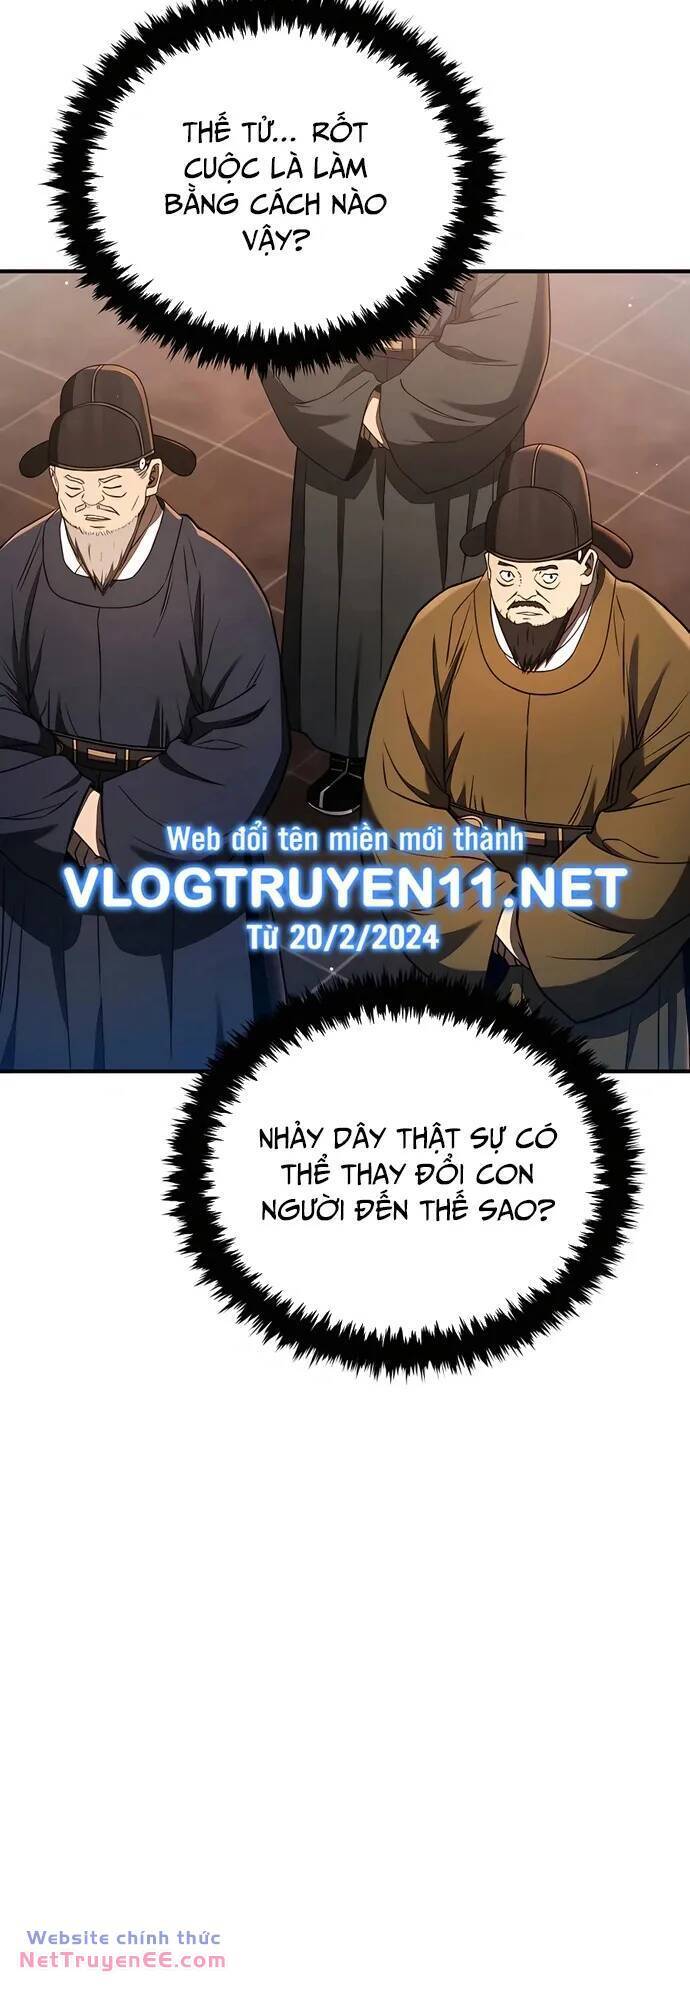 THẾ TỬ... RỐT
CUỘC LÀ LÀM
BẰNG CÁCH NÀO
VẬY?
Web đổi tên miền mới thành
VLOGTRUYEN11.NET
Từ 20/2/2024
NHẢY DÂY THẬT SỰ CÓ
THỂ THAY ĐỔI CON
NGƯỜI ĐẾN THẾ SAO?
Website chính thức
NetTruyenEE.com